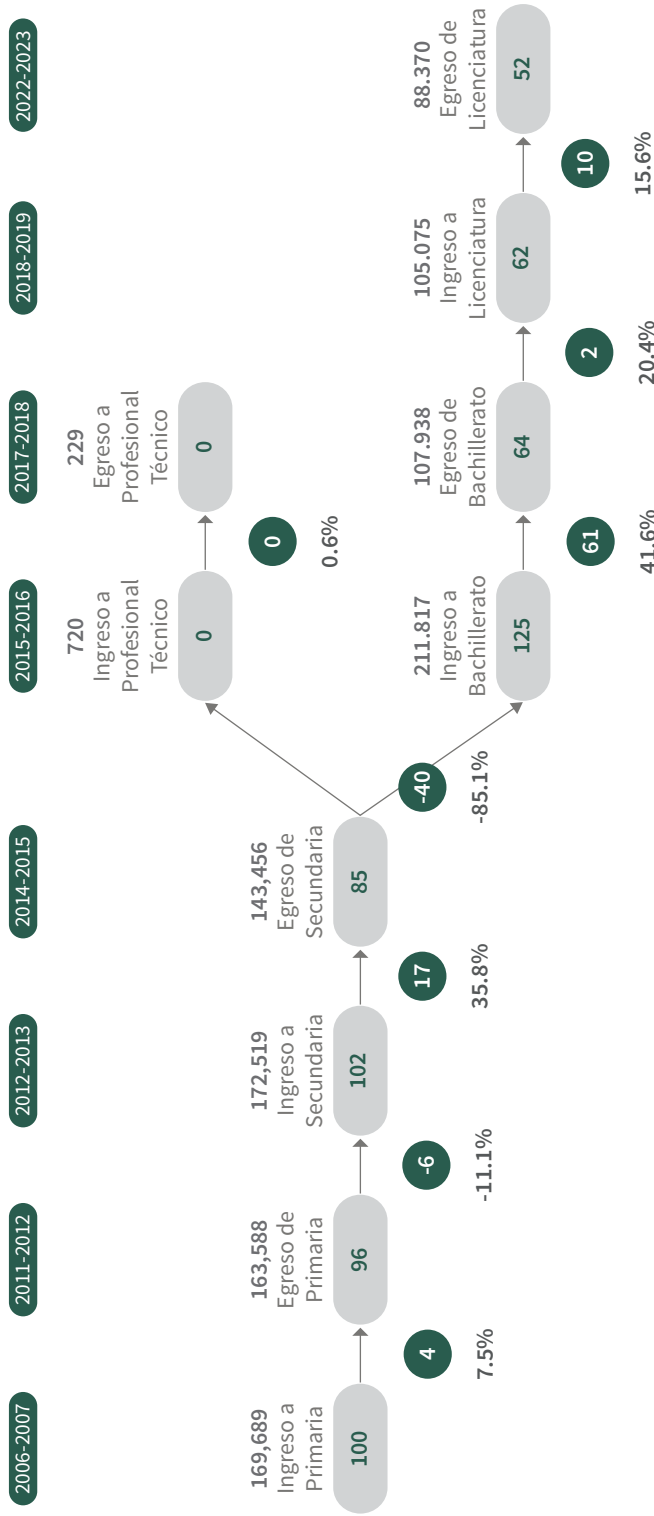 2006-2007
2011-2012
2012-2013
2014-2015
2015-2016
2017-2018
2018-2019
2022-2023
720
Ingreso a
Profesional
Técnico
0
0
0.6%
229
Egreso a
Profesional
Técnico
0
169,689
Ingreso a
Primaria
100
4
7.5%
163,588
Egreso de
Primaria
96
-6
-11.1%
172,519
Ingreso a
Secundaria
102
17
35.8%
143,456
Egreso de
Secundaria
85
-40
-85.1%
211.817
Ingreso a
Bachillerato
125
61
41.6%
107.938
Egreso de
Bachillerato
64
2
20.4%
105.075
Ingreso a
Licenciatura
62
10
15.6%
88.370
Egreso de
Licenciatura
52